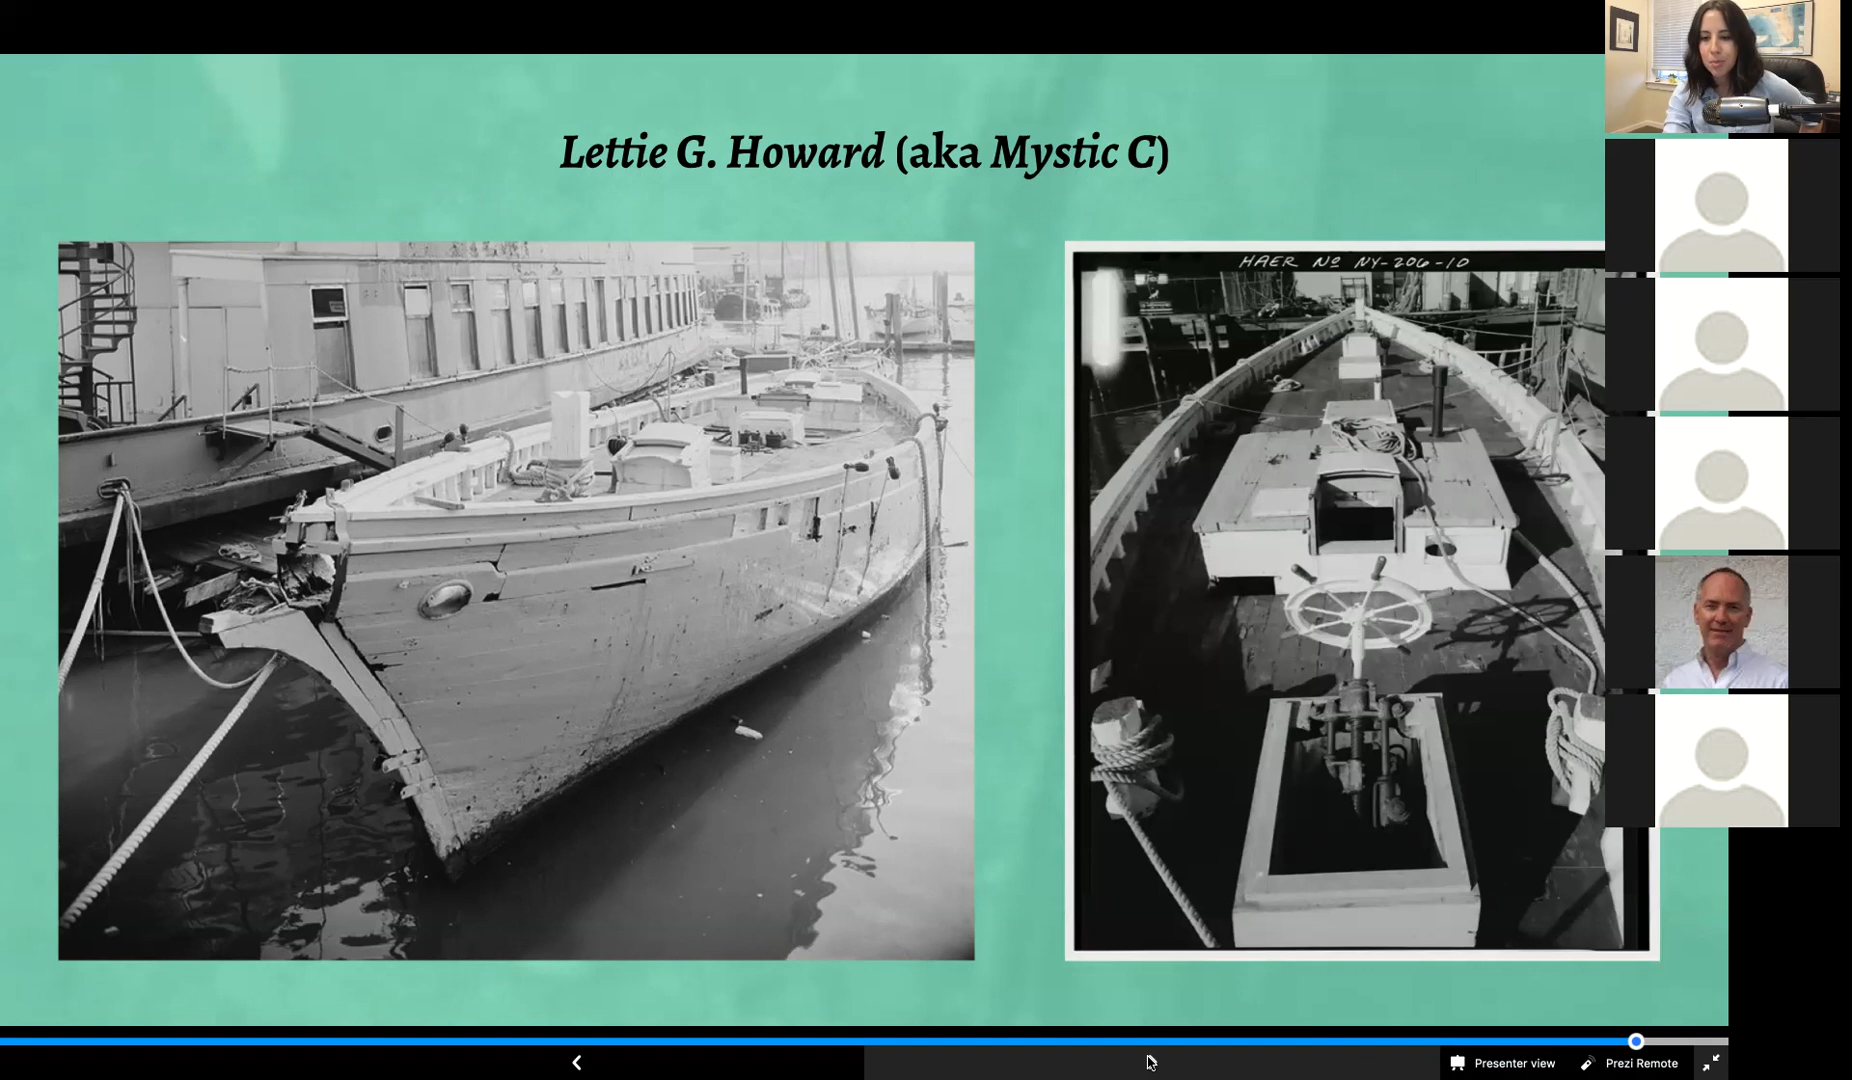 Lettie G. Howard (aka Mystic C)
HAER No NY-206-10
Presenter view
Prezi Remote